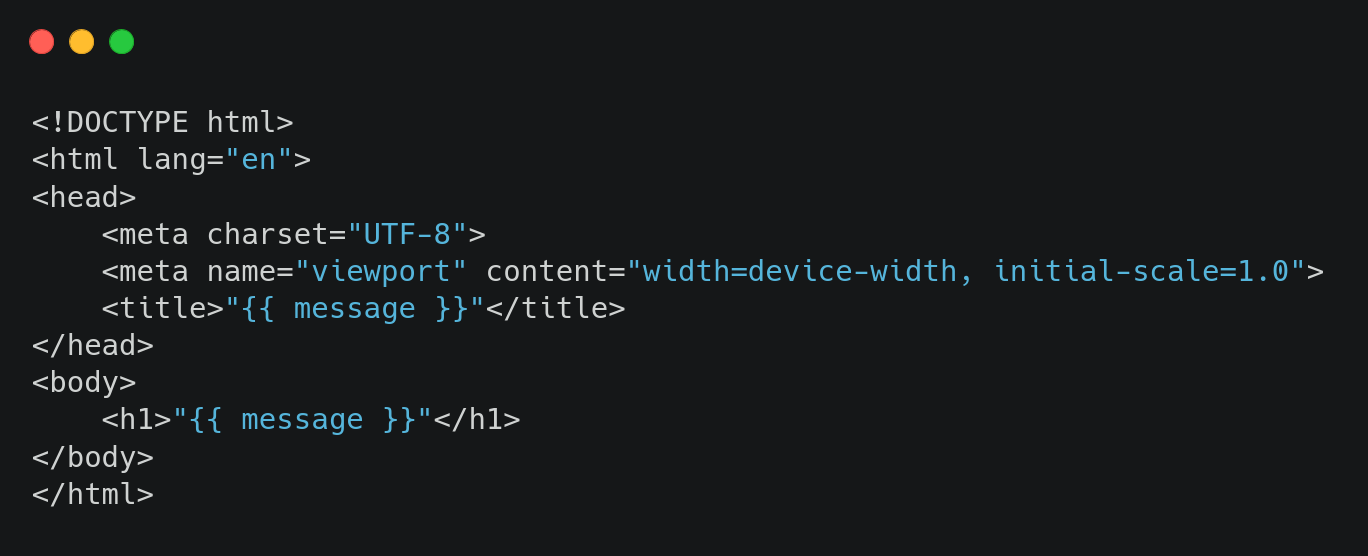 <!DOCTYPE html>
<html lang="en">
<head>
    <meta charset="UTF-8">
    <meta name="viewport" content="width=device-width, initial-scale=1.0">
    <title>"{{ message }}"</title>
</head>
<body>
    <h1>"{{ message }}"</h1>
</body>
</html>